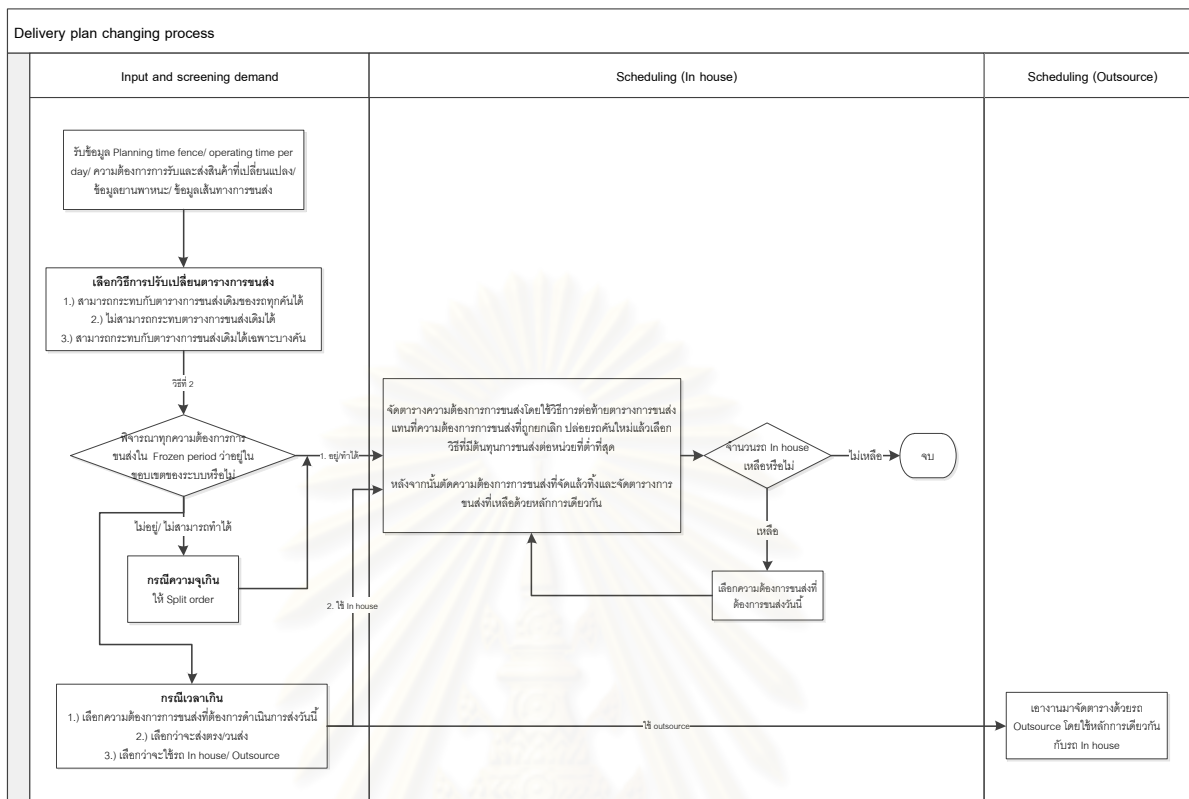 Delivery plan changing process
Input and screening demand
Scheduling (In house)
Scheduling (Outsource)
รับข้อมูล Planning time fence/ operating time per
day/ ความต้องการการรับและส่งสินค้าที่เปลี่ยนแปลง/
ข้อมูลยานพาหนะ/ ข้อมูลเส้นทางการขนส่ง
เลือกวิธีการปรับเปลี่ยนตารางการขนส่ง
1.) สามารถกระทบกับตารางการขนส่งเดิมของรถทุกคันได้
2.) ไม่สามารถกระทบตารางการขนส่งเดิมได้
3.) สามารถกระทบกับตารางการขนส่งเดิมได้เฉพาะบางคัน
วิธีที่ 2
พิจารณาทุกความต้องการการ
ขนส่งใน Frozen period ว่าอยู่ใน
ขอบเขตของระบบหรือไม่
1. อยู่/ทำได้
ไม่อยู่/ ไม่สามารถทำได้
กรณีความจุเกิน
ให้ Split order
2. ใช้ In house
กรณีเวลาเกิน
1.) เลือกความต้องการการขนส่งที่ต้องการดำเนินการส่งวันนี้
2.) เลือกว่าจะส่งตรง/วนส่ง
3.) เลือกว่าจะใช้รถ In house/ Outsource
จัดตารางความต้องการการขนส่งโดยใช้วิธีการต่อท้ายตารางการขนส่ง
แทนที่ความต้องการการขนส่งที่ถูกยกเลิก ปล่อยรถคันใหม่แล้วเลือก
วิธีที่มีต้นทุนการขนส่งต่อหน่วยที่ต่ำที่สุด
หลังจากนั้นตัดความต้องการการขนส่งที่จัดแล้วทิ้งและจัดตารางการ
ขนส่งที่เหลือด้วยหลักการเดียวกัน
จำนวนรถ In house
เหลือหรือไม่
ไม่เหลือ
จบ
เหลือ
เลือกความต้องการขนส่งที่
ต้องการขนส่งวันนี้
ใช้ outsource
เอางานมาจัดตารางด้วยรถ
Outsource โดยใช้หลักการเดียวกัน
กับรถ In house